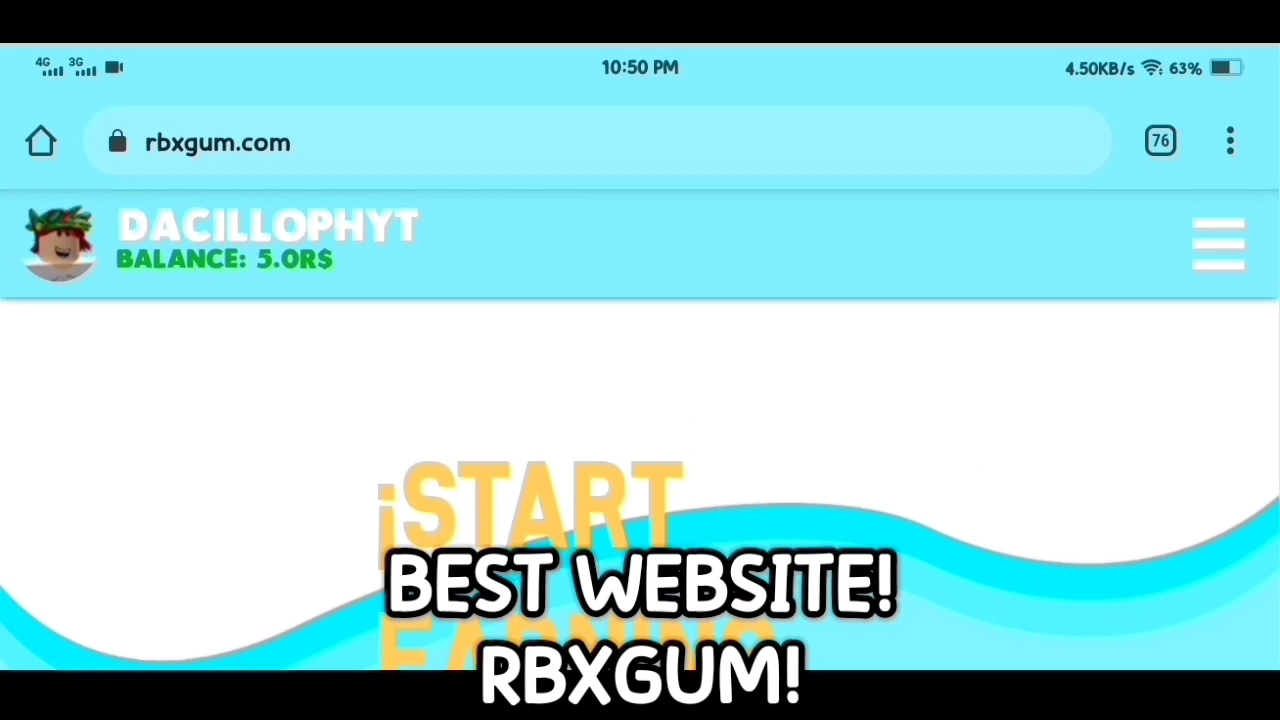 4G 3G 10:50 PM 4.50KB/s 63%
rbxgum.com 76
DACILLOPHYT
BALANCE: 5.0R$
¡START
EARNING
BEST WEBSITE!
RBXGUM!